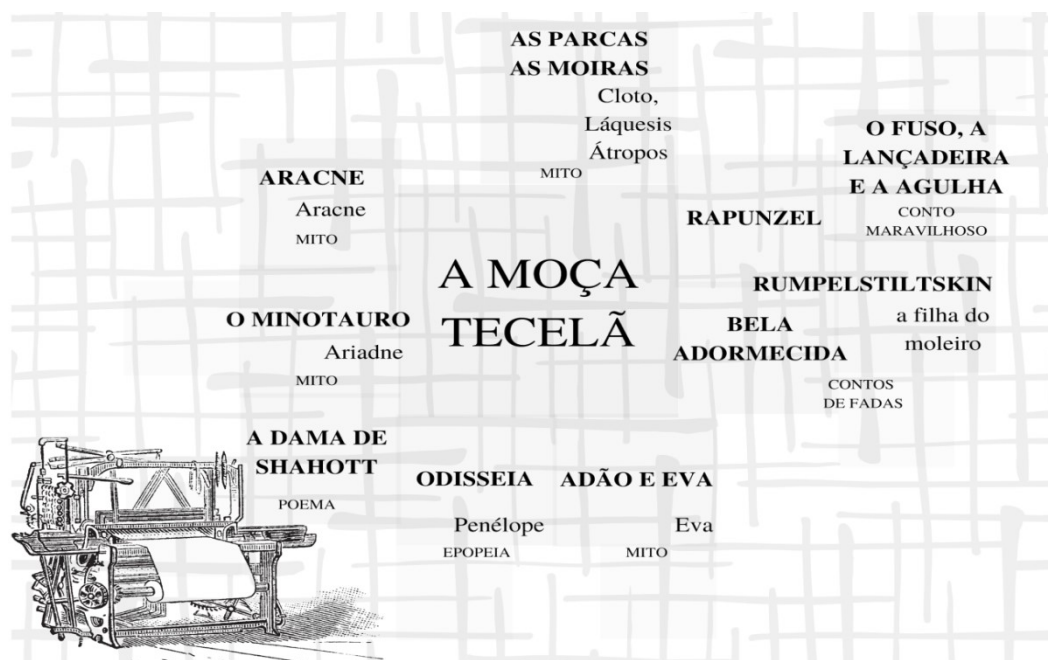 AS PARCAS
AS MOIRAS
Cloto,
Láquesis
Átropos
MITO
O FUSO, A
LANÇADEIRA
E A AGULHA
CONTO
MARAVILHOSO
ARACNE
Aracne
MITO
RAPUNZEL
A MOÇA
TECELÃ
RUMPELSTILTSKIN
a filha do
moleiro
BELA
ADORMECIDA
CONTOS
DE FADAS
O MINOTAURO
Ariadne
MITO
A DAMA DE
SHAHOTT
POEMA
ODISSEIA
Penélope
EPOPEIA
ADÃO E EVA
Eva
MITO